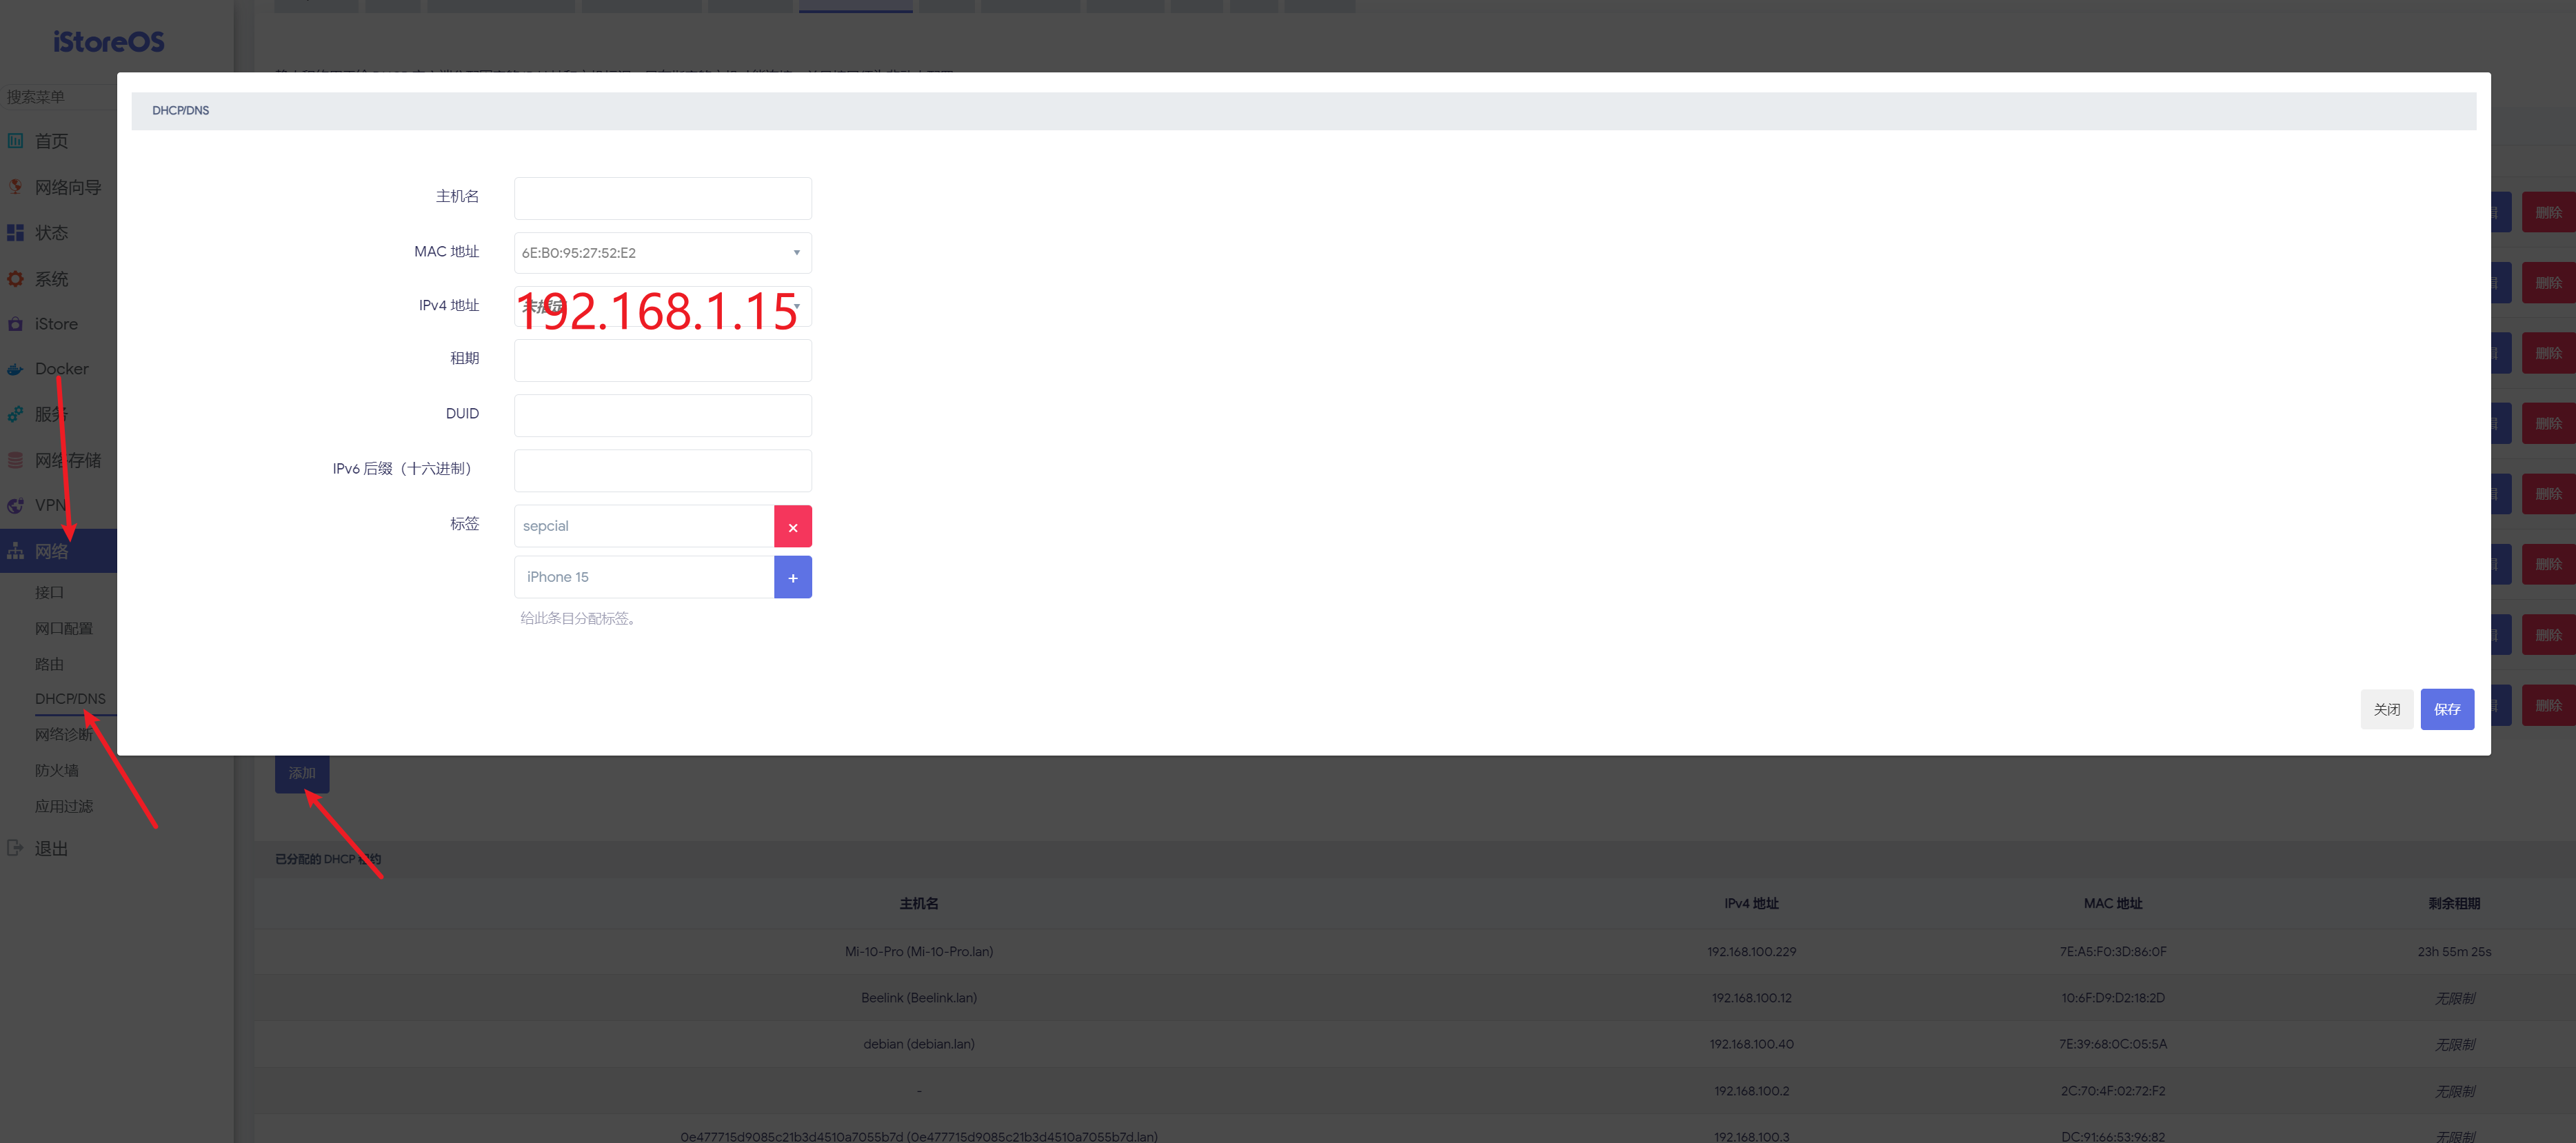 iStoreOS
搜索菜单
首页
网络向导
状态
系统
iStore
Docker
服务
网络存储
VPN
网络
接口
网口配置
路由
DHCP/DNS
网络诊断
防火墙
应用过滤
退出
DHCP/DNS
主机名
MAC 地址 6E:B0:95:27:52:E2
IPv4 地址 未指定 192.168.1.15
租期
DUID
IPv6 后缀（十六进制）
标签 sepcial ×
iPhone 15 +
给此条目分配标签。
关闭 保存
删除
删除
删除
删除
删除
删除
删除
删除
添加
已分配的 DHCP 租约
主机名 IPv4 地址 MAC 地址 剩余租期
Mi-10-Pro (Mi-10-Pro.lan) 192.168.100.229 7E:A5:F0:3D:86:0F 23h 55m 25s
Beelink (Beelink.lan) 192.168.100.12 10:6F:D9:D2:18:2D 无限制
debian (debian.lan) 192.168.100.40 7E:39:68:0C:05:5A 无限制
- 192.168.100.2 2C:70:4F:02:72:F2 无限制
0e477715d9085c21b3d4510a7055b7d (0e477715d9085c21b3d4510a7055b7d.lan) 192.168.100.3 DC:91:66:53:96:82 无限制